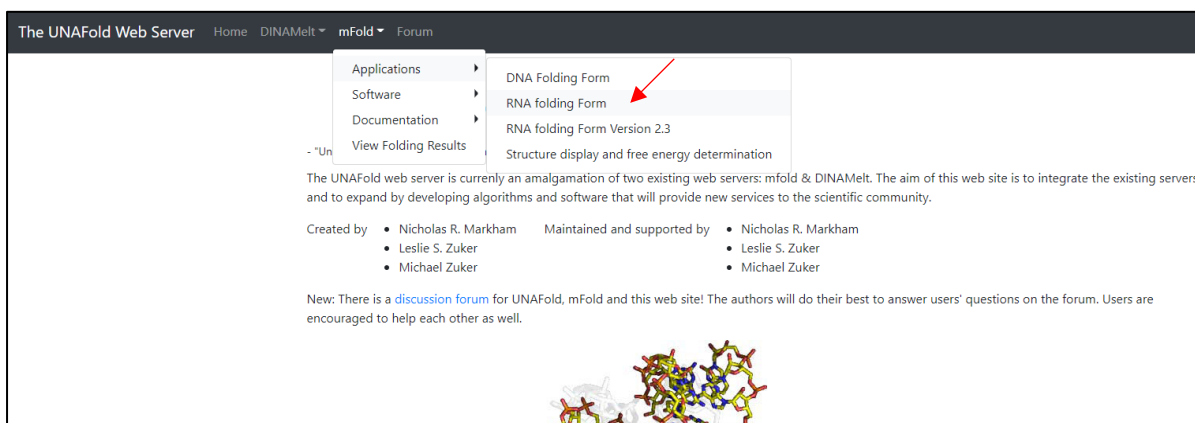 The UNAFold Web Server Home DINAMelt mFold Forum
Applications
Software
Documentation
View Folding Results
DNA Folding Form
RNA folding Form
RNA folding Form Version 2.3
Structure display and free energy determination
- "Un
The UNAFold web server is currently an amalgamation of two existing web servers: mfold & DINAMelt. The aim of this web site is to integrate the existing servers
and to expand by developing algorithms and software that will provide new services to the scientific community.
Created by • Nicholas R. Markham Maintained and supported by • Nicholas R. Markham
• Leslie S. Zuker • Leslie S. Zuker
• Michael Zuker • Michael Zuker
New: There is a discussion forum for UNAFold, mFold and this web site! The authors will do their best to answer users' questions on the forum. Users are
encouraged to help each other as well.